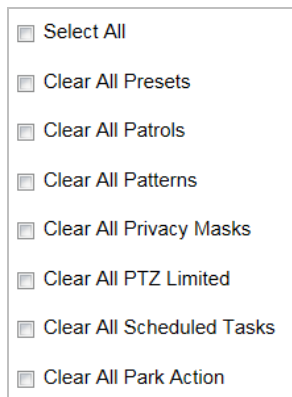 Select All
Clear All Presets
Clear All Patrols
Clear All Patterns
Clear All Privacy Masks
Clear All PTZ Limited
Clear All Scheduled Tasks
Clear All Park Action